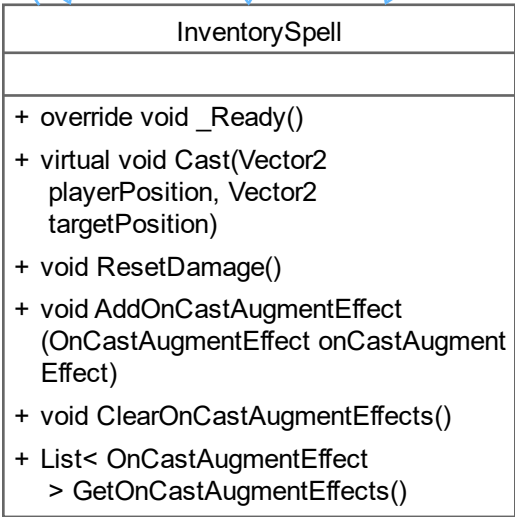 InventorySpell
+ override void _Ready()
+ virtual void Cast(Vector2
playerPosition, Vector2
targetPosition)
+ void ResetDamage()
+ void AddOnCastAugmentEffect
(OnCastAugmentEffect onCastAugment
Effect)
+ void ClearOnCastAugmentEffects()
+ List< OnCastAugmentEffect
> GetOnCastAugmentEffects()